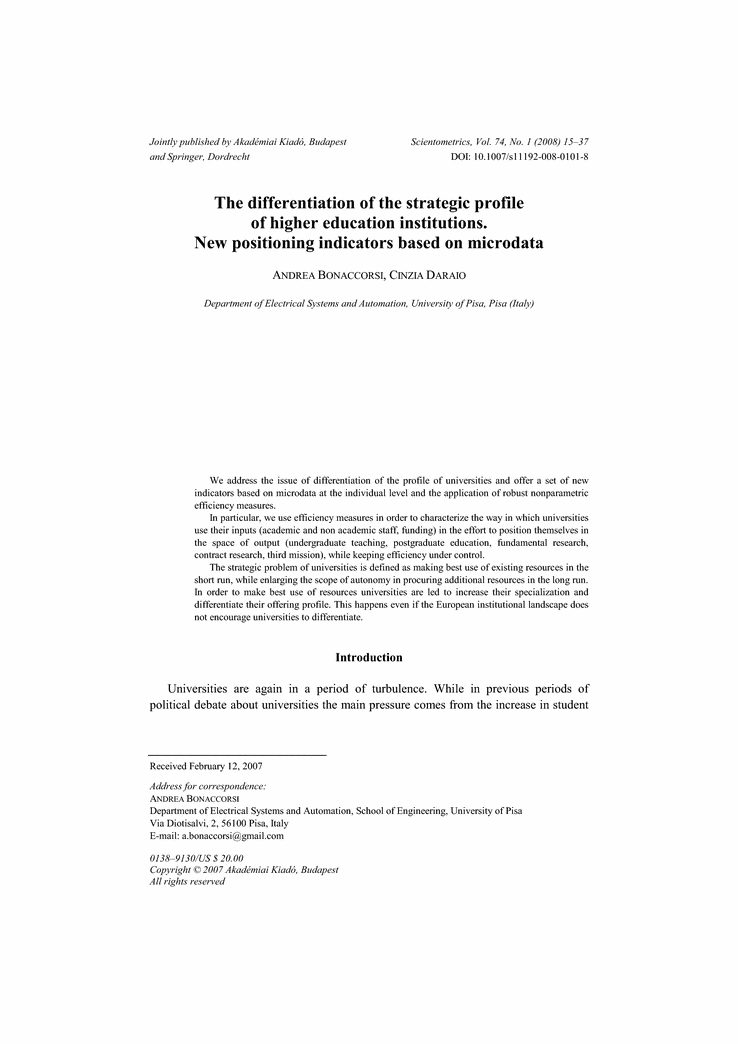 Jointly published by Akadémiai Kiadó, Budapest
and Springer, Dordrecht
Scientometrics, Vol. 74, No. 1 (2008) 15–37
DOI: 10.1007/s11192-008-0101-8
The differentiation of the strategic profile
of higher education institutions.
New positioning indicators based on microdata
ANDREA BONACCORSI, CINZIA DARAIO
Department of Electrical Systems and Automation, University of Pisa, Pisa (Italy)
We address the issue of differentiation of the profile of universities and offer a set of new
indicators based on microdata at the individual level and the application of robust nonparametric
efficiency measures.
In particular, we use efficiency measures in order to characterize the way in which universities
use their inputs (academic and non academic staff, funding) in the effort to position themselves in
the space of output (undergraduate teaching, postgraduate education, fundamental research,
contract research, third mission), while keeping efficiency under control.
The strategic problem of universities is defined as making best use of existing resources in the
short run, while enlarging the scope of autonomy in procuring additional resources in the long run.
In order to make best use of resources universities are led to increase their specialization and
differentiate their offering profile. This happens even if the European institutional landscape does
not encourage universities to differentiate.
Introduction
Universities are again in a period of turbulence. While in previous periods of
political debate about universities the main pressure comes from the increase in student
Received February 12, 2007
Address for correspondence:
ANDREA BONACCORSI
Department of Electrical Systems and Automation, School of Engineering, University of Pisa
Via Diotisalvi, 2, 56100 Pisa, Italy
E-mail: a.bonaccorsi@gmail.com
0138–9130/US $ 20.00
Copyright © 2007 Akadémiai Kiadó, Budapest
All rights reserved